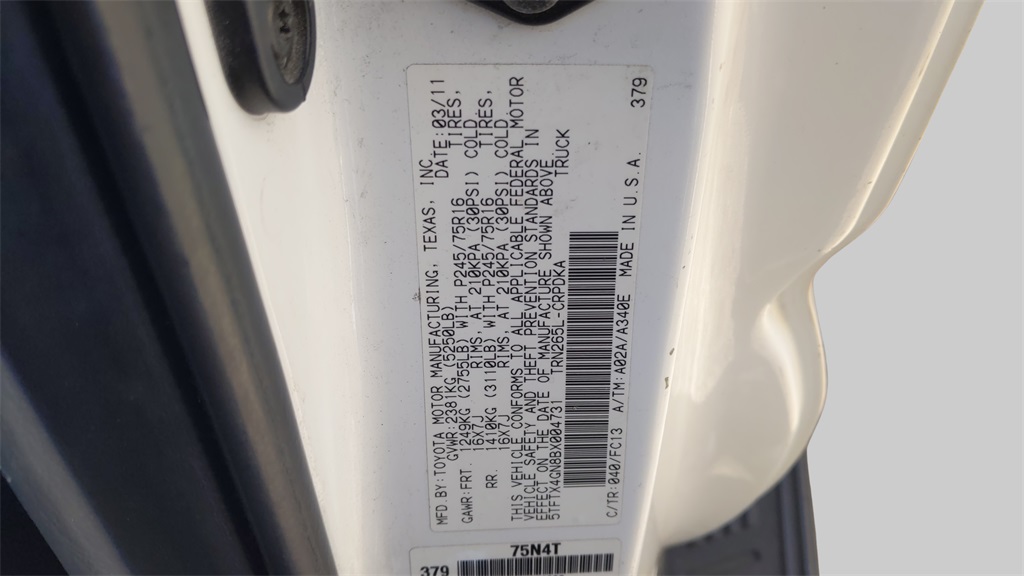 MFD.BY:TOYOTA MOTOR MANUFACTURING, TEXAS, INC.
GVWR:2381KG (5250LB) DATE:03/11
GAWR:FRT. 1249KG (2755LB) WITH P245/75R16 TIRES,
16X7J RIMS, AT 210KPA (30PSI) COLD
RR. 1410KG (3110LB) WITH P245/75R16 TIRES,
16X7J RIMS AT 210KPA (30PSI) COLD
THIS VEHICLE CONFORMS TO ALL APPLICABLE FEDERAL MOTOR
VEHICLE SAFETY AND THEFT PREVENTION STANDARDS IN
EFFECT ON THE DATE OF MANUFACTURE SHOWN ABOVE.
5TFTX4GN8BX004731 TRN265L-CRPDKA TRUCK
C/TR:040/FC13 A/TM:A02A/A340E MADE IN U.S.A. 379
75N4T
379